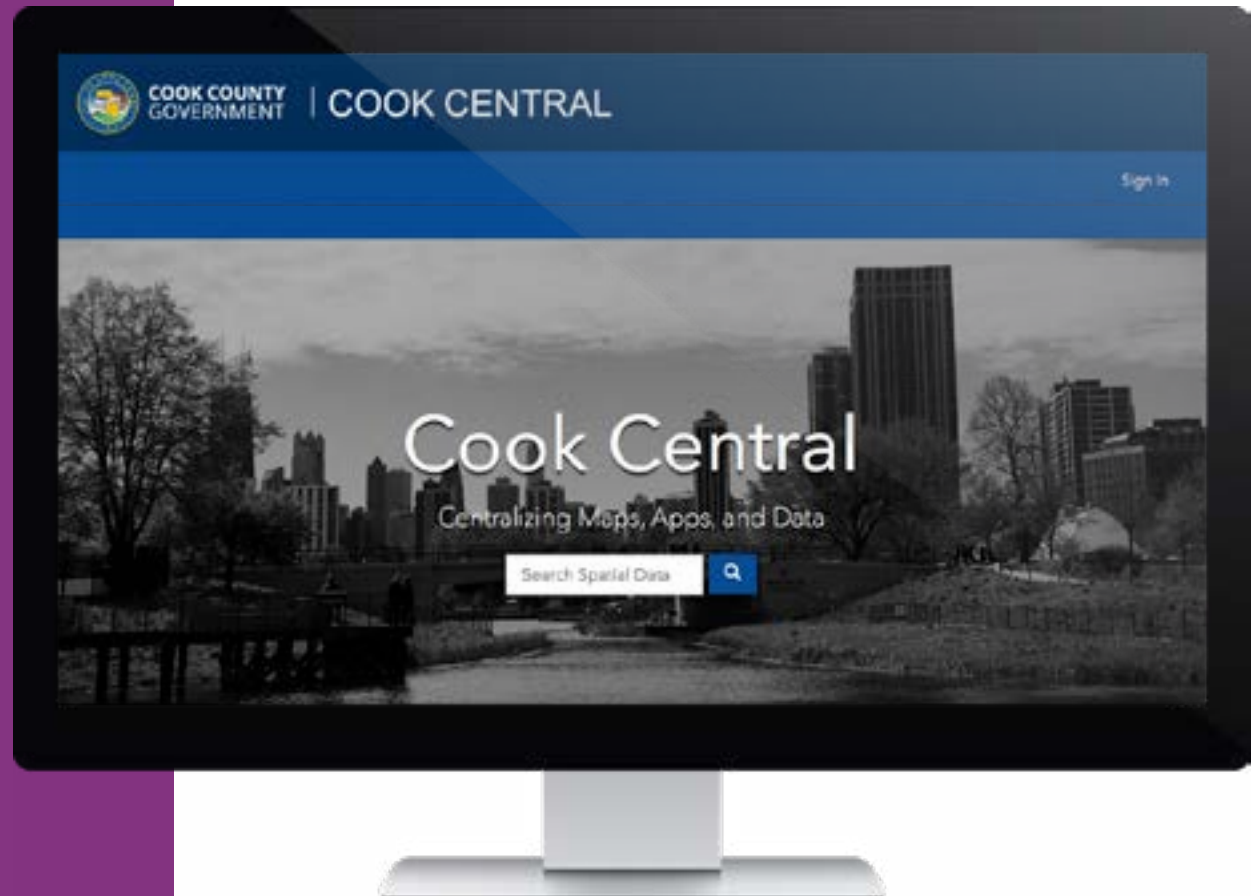 COOK COUNTY
GOVERNMENT
COOK CENTRAL
Sign In
Cook Central
Centralizing Maps, Apps, and Data
Search Spatial Data